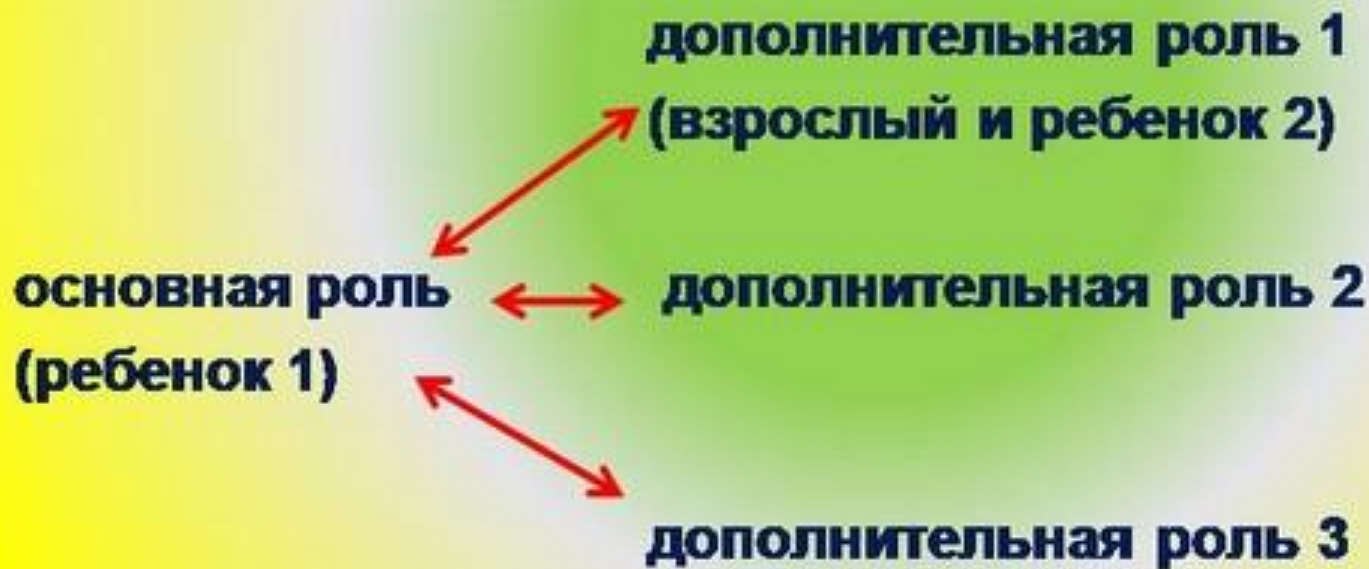 дополнительная роль 1
(взрослый и ребенок 2)
основная роль
дополнительная роль 2
(ребенок 1)
дополнительная роль 3